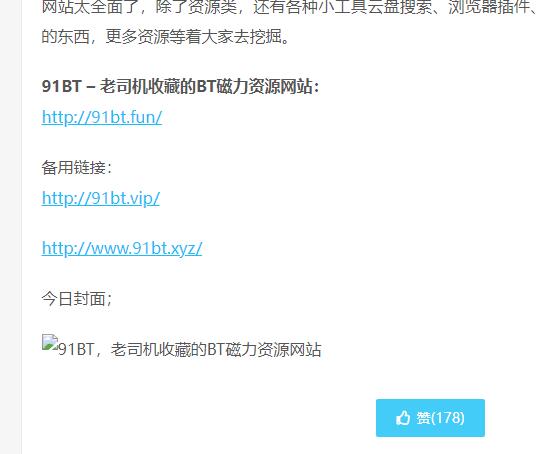 网站太全面了，除了资源类，还有各种小工具云盘搜索、浏览器插件、
的东西，更多资源等着大家去挖掘。
91BT – 老司机收藏的BT磁力资源网站：
http://91bt.fun/
备用链接：
http://91bt.vip/
http://www.91bt.xyz/
今日封面；
91BT，老司机收藏的BT磁力资源网站
赞(178)